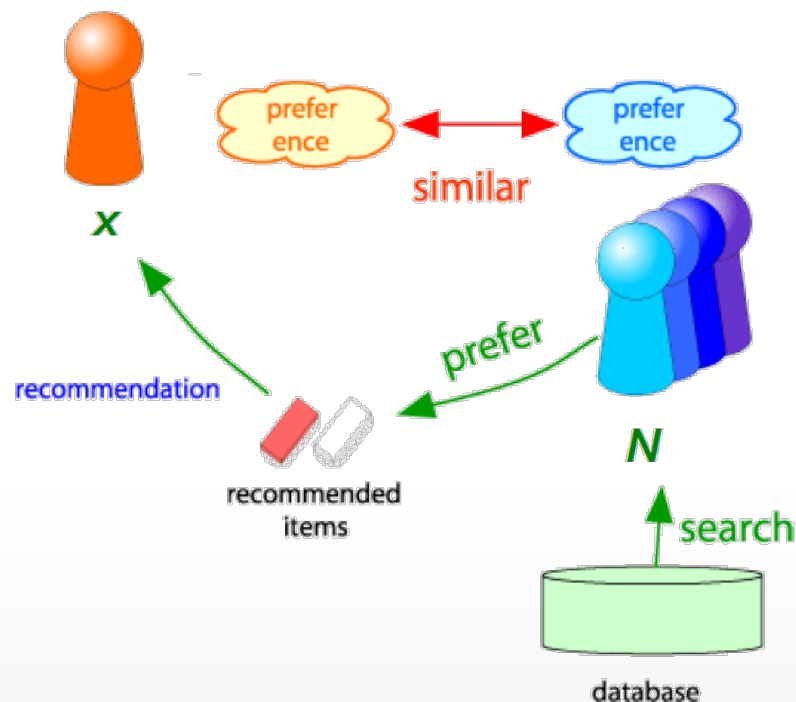 prefer
ence
prefer
ence
similar
x
prefer
recommendation
N
recommended
items
search
database